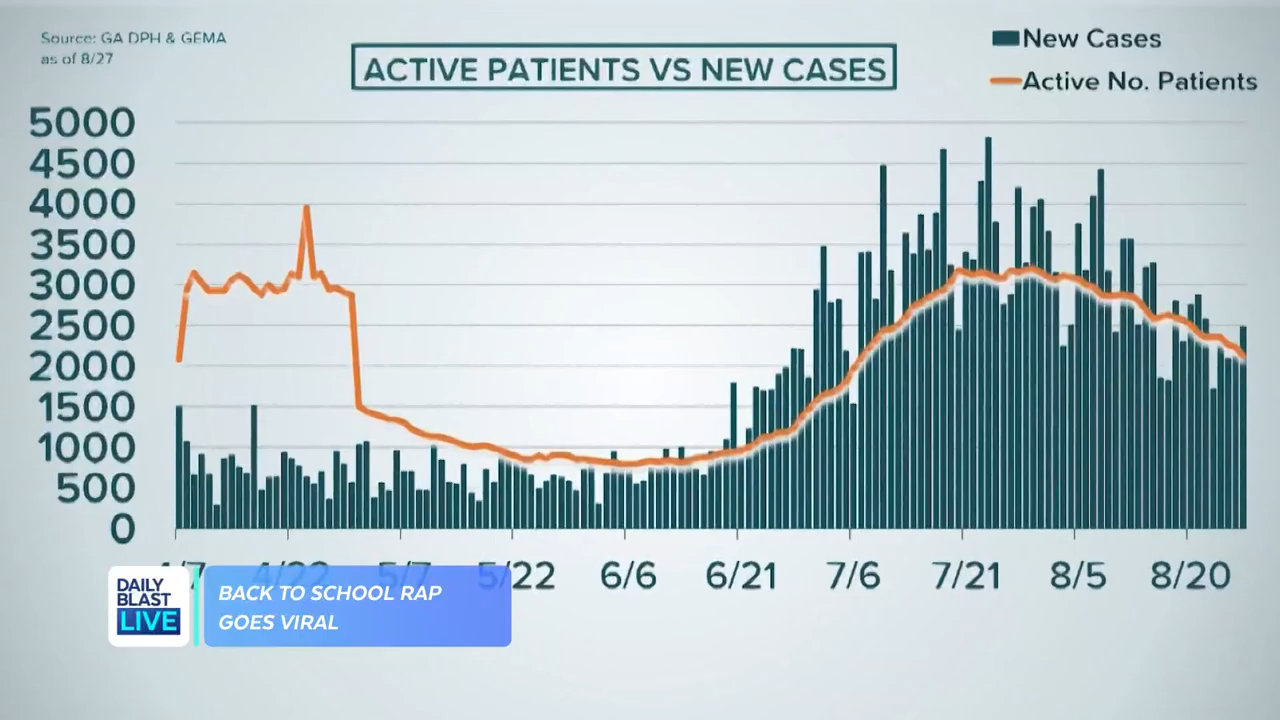 Source: GA DPH & GEMA
as of 8/27
ACTIVE PATIENTS VS NEW CASES
New Cases
Active No. Patients
5000
4500
4000
3500
3000
2500
2000
1500
1000
500
0
4/7 4/22 5/7 5/22 6/6 6/21 7/6 7/21 8/5 8/20
DAILY
BLAST
LIVE
BACK TO SCHOOL RAP
GOES VIRAL